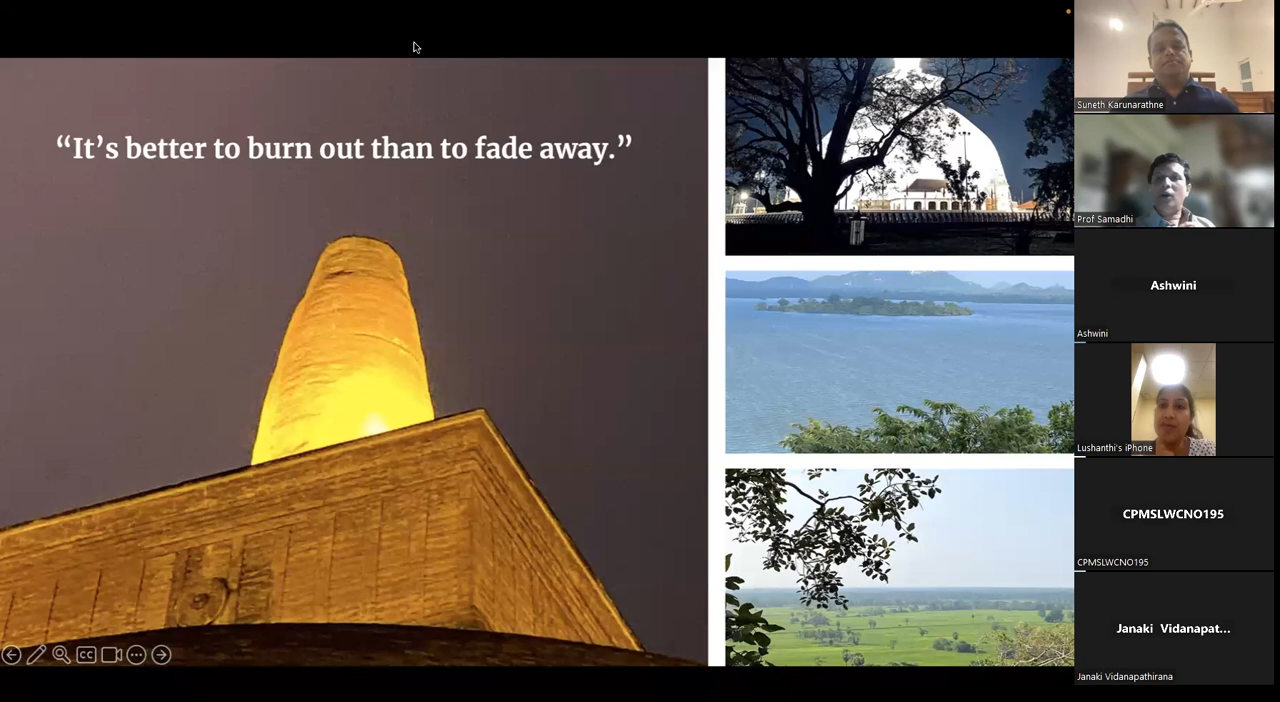 “It’s better to burn out than to fade away.”
Suneth Karunarathne
Prof Samadhi
Ashwini
Ashwini
Lushanthi's iPhone
CPMSLWCNO195
CPMSLWCNO195
Janaki Vidanapat...
Janaki Vidanapathirana
CC